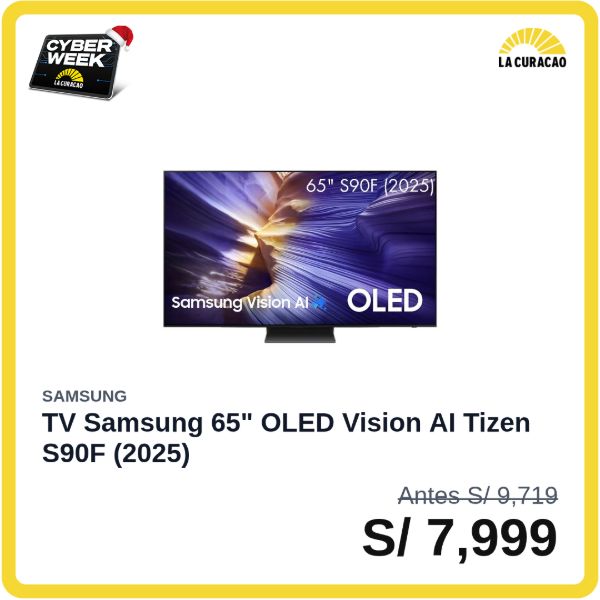 CYBER
WEEK
LA CURACAO
LA CURACAO
65" S90F (2025)
Samsung Vision AI
OLED
SAMSUNG
TV Samsung 65" OLED Vision AI Tizen
S90F (2025)
Antes S/ 9,719
S/ 7,999